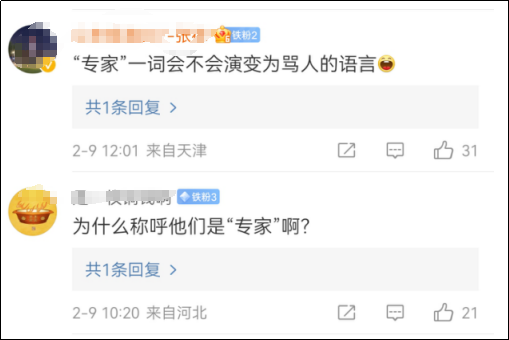 张
铁粉2
“专家”一词会不会演变为骂人的语言
共1条回复 >
2-9 12:01 来自天津
31
铁粉3
为什么称呼他们是“专家”啊?
共1条回复 >
2-9 10:20 来自河北
21